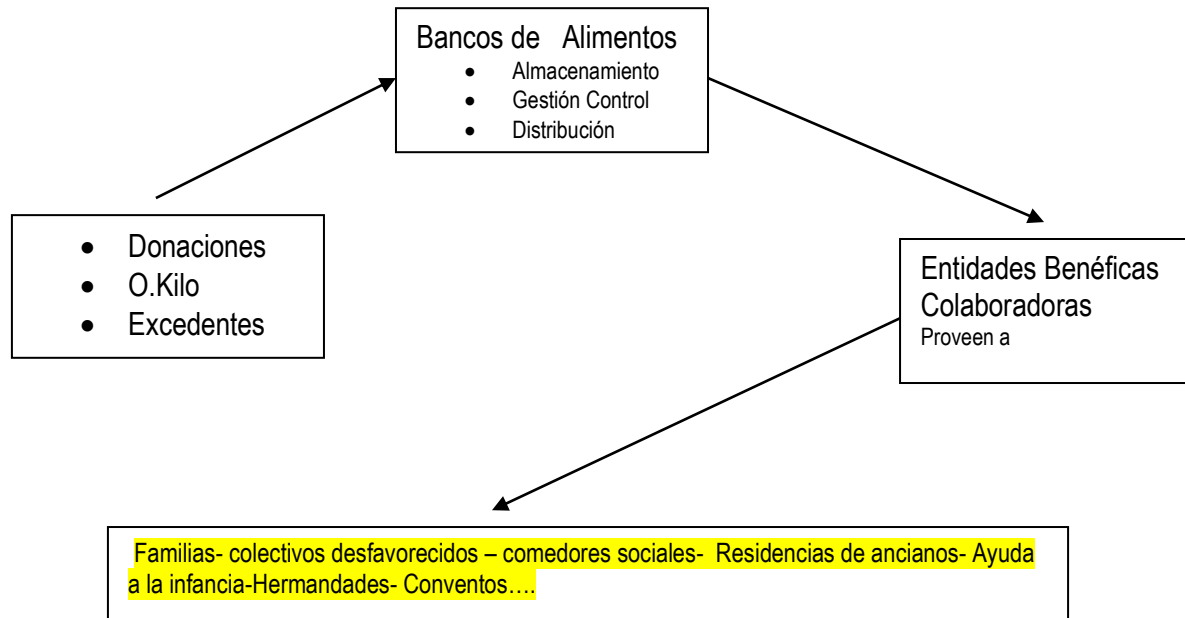 Bancos de Alimentos
• Almacenamiento
• Gestión Control
• Distribución
• Donaciones
• O.Kilo
• Excedentes
Entidades Benéficas
Colaboradoras
Proveen a
Familias- colectivos desfavorecidos – comedores sociales- Residencias de ancianos- Ayuda
a la infancia-Hermandades- Conventos….